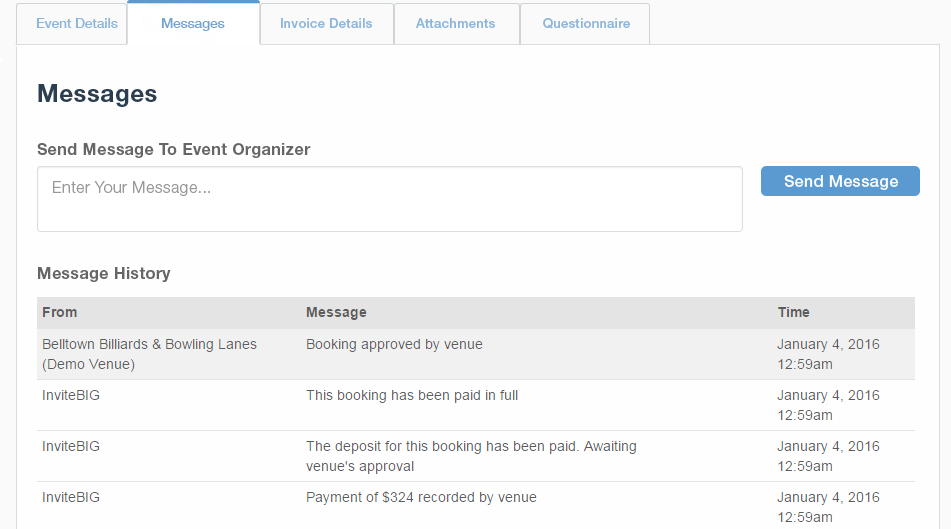 Event Details Messages Invoice Details Attachments Questionnaire
Messages
Send Message To Event Organizer
Enter Your Message...
Send Message
Message History
From Message Time
Belltown Billiards & Bowling Lanes Booking approved by venue January 4, 2016
(Demo Venue) 12:59am
InviteBIG This booking has been paid in full January 4, 2016
12:59am
InviteBIG The deposit for this booking has been paid. Awaiting January 4, 2016
venue's approval 12:59am
InviteBIG Payment of $324 recorded by venue January 4, 2016
12:59am